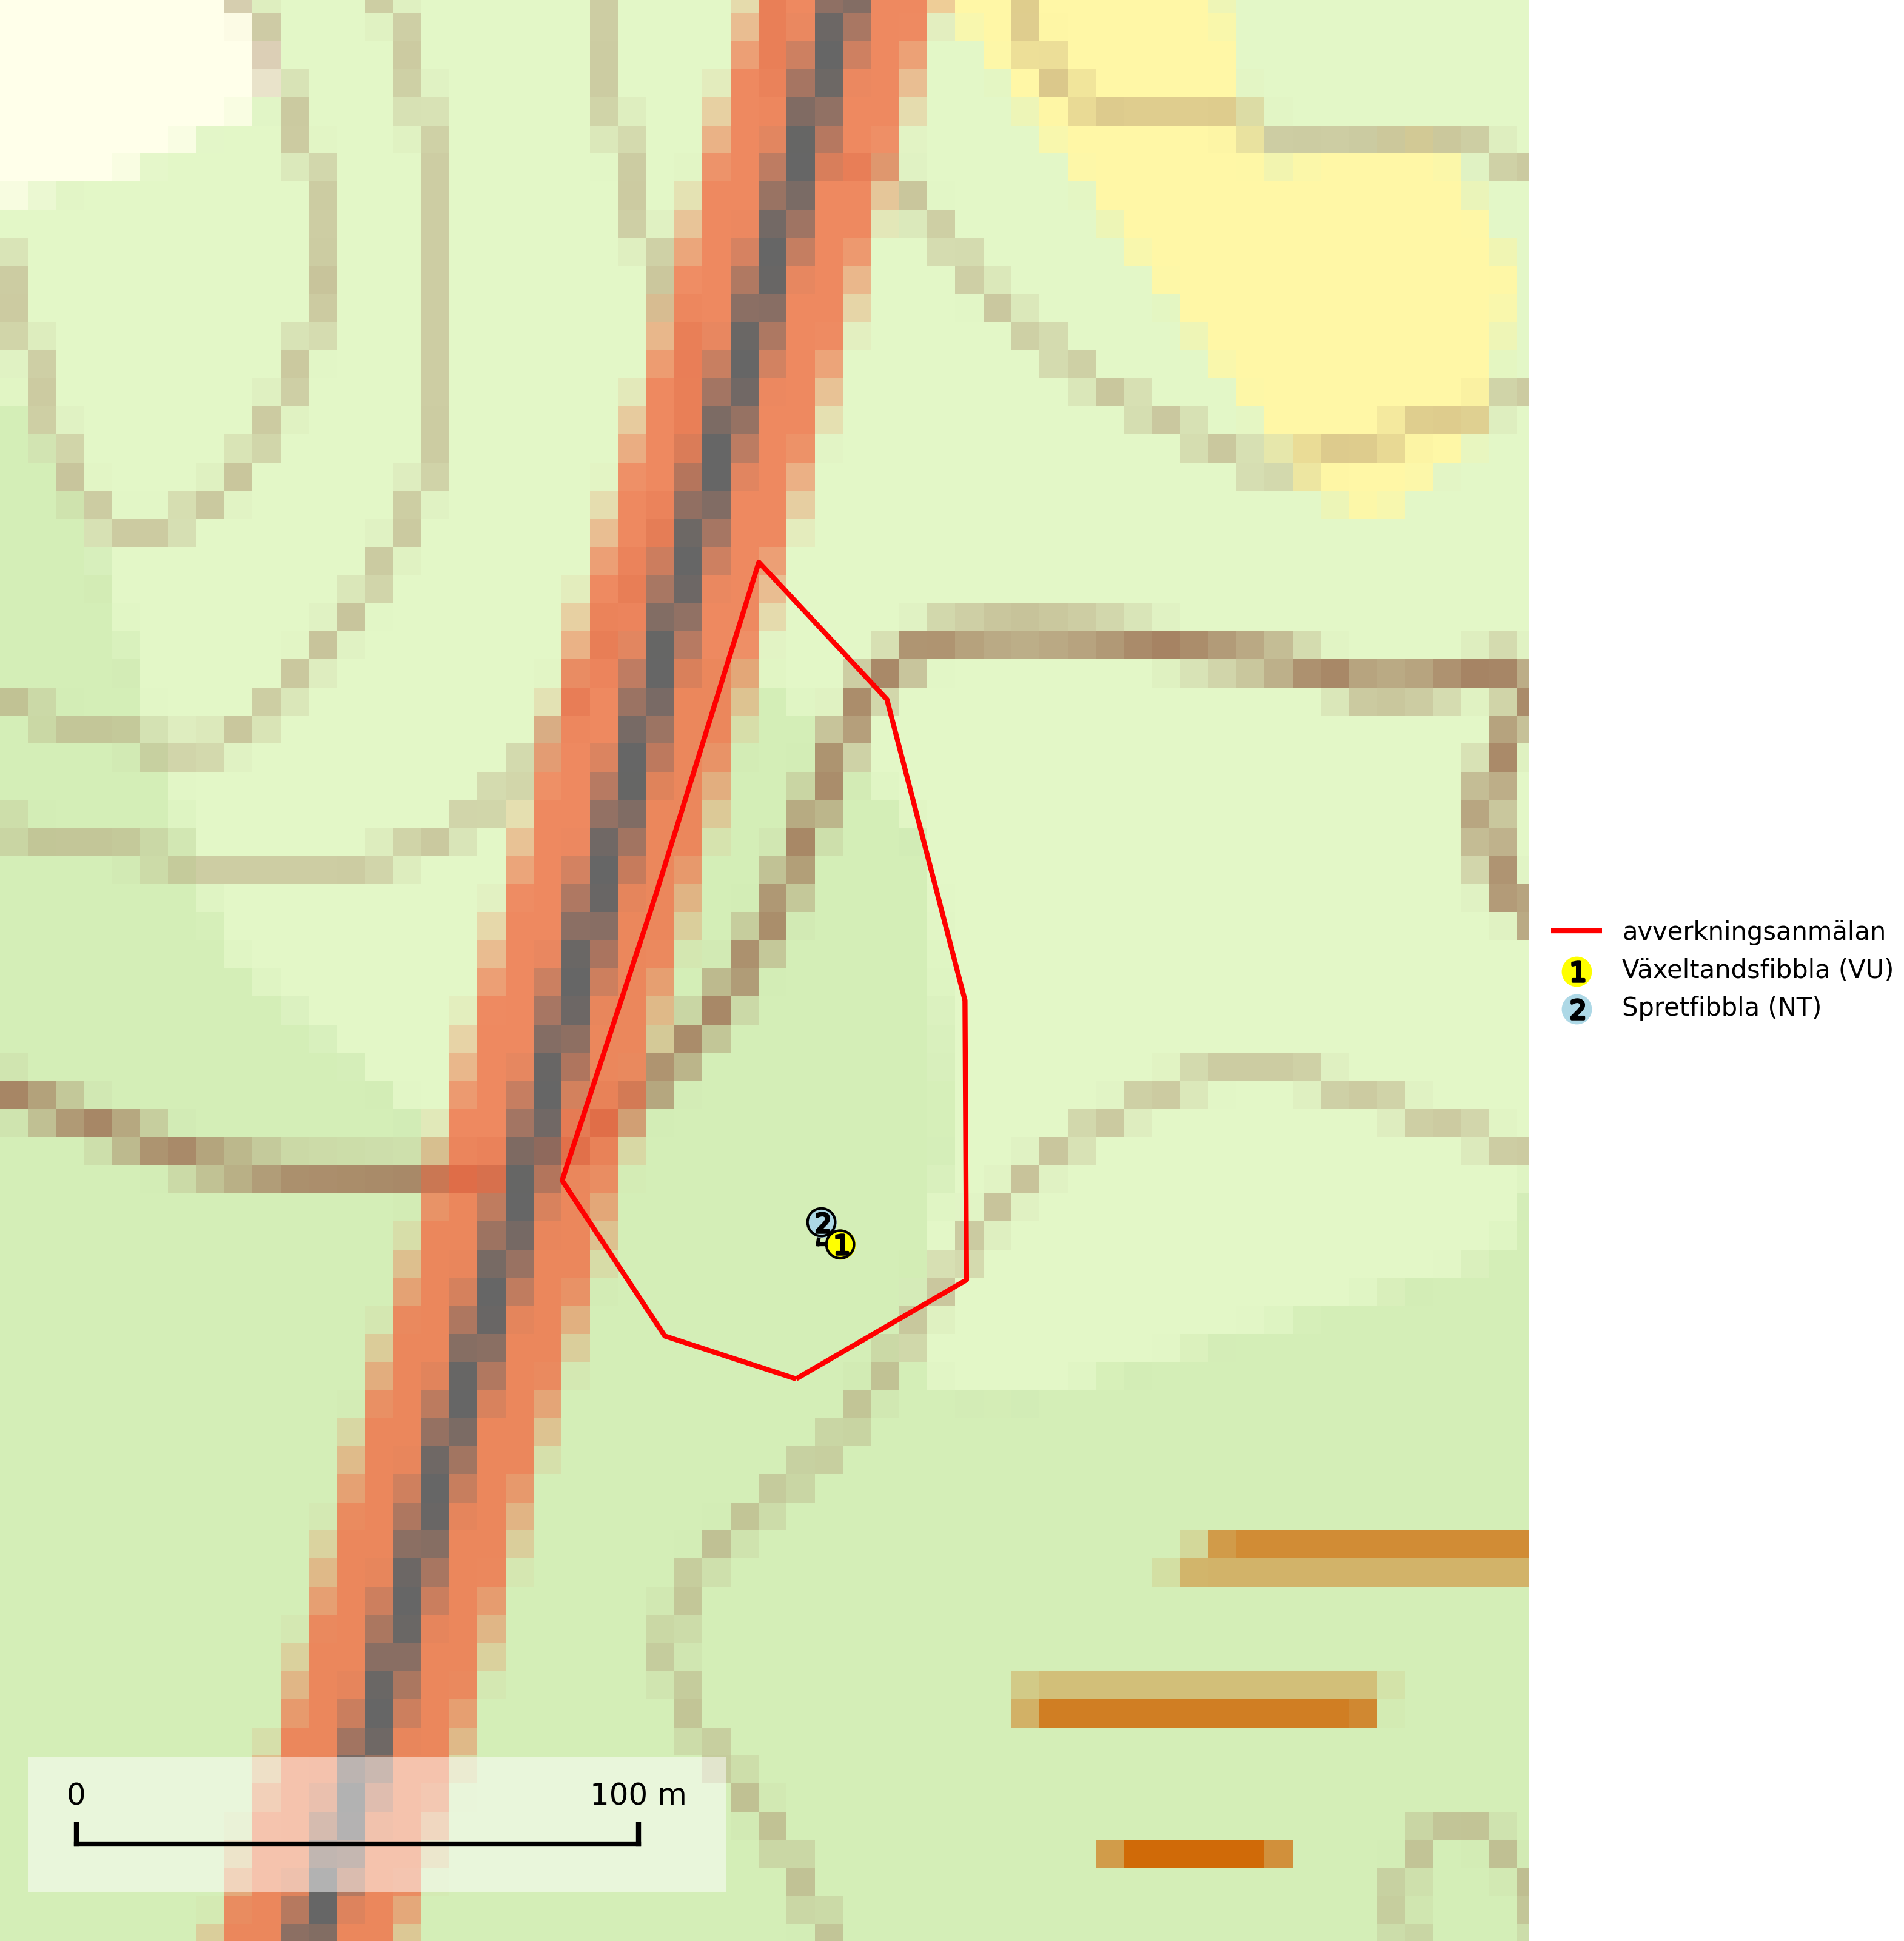 avverkningsanmälan
1 Växeltandsfibbla (VU)
2 Spretfibbla (NT)
2
1
0 100 m